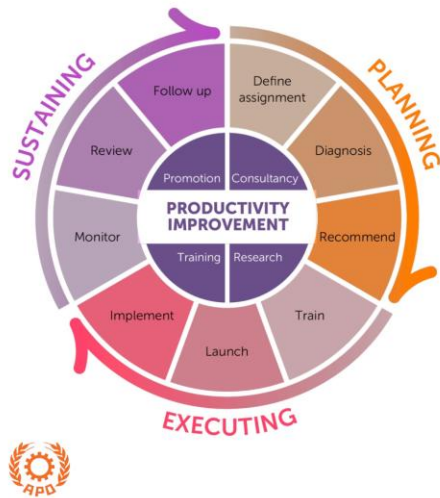 SUSTAINING
PLANNING
EXECUTING
Follow up
Define
assignment
Review
Diagnosis
Monitor
Recommend
Implement
Train
Launch
Promotion
Consultancy
PRODUCTIVITY
IMPROVEMENT
Training
Research
APO